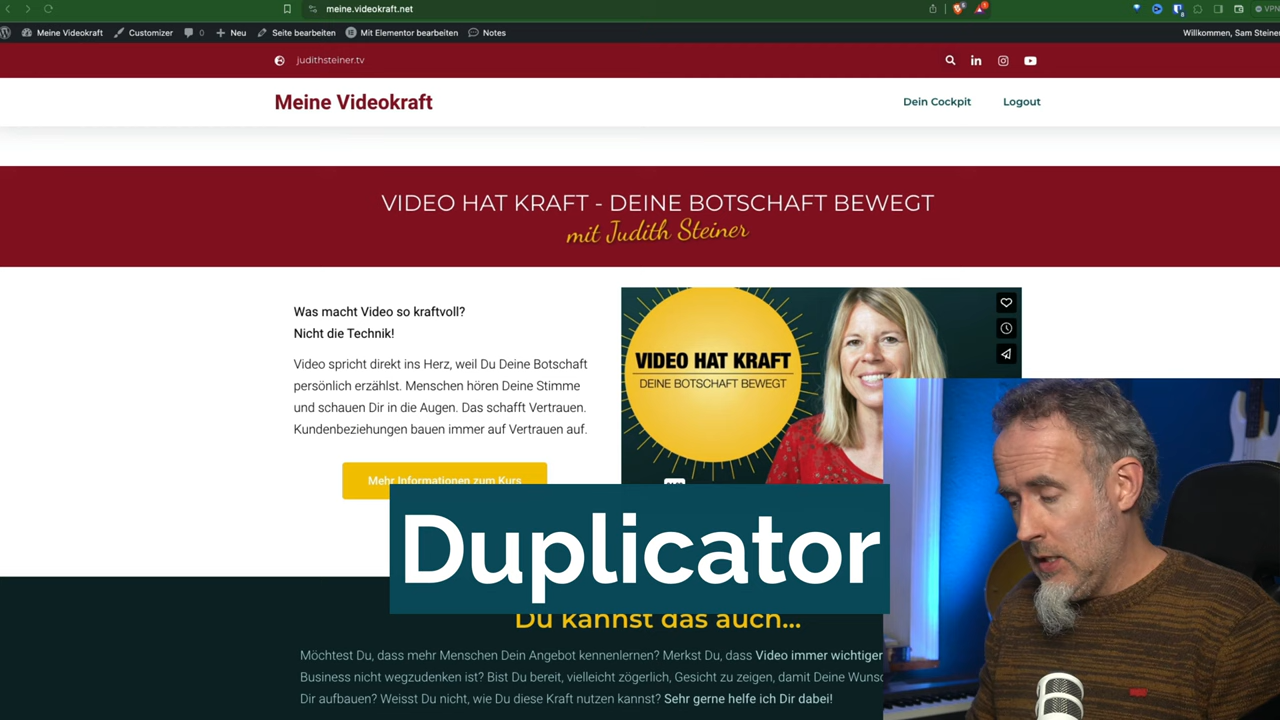 meine.videokraft.net
VPN
Meine Videokraft
Customizer
0
Neu
Seite bearbeiten
Mit Elementor bearbeiten
Notes
Willkommen, Sam Steiner
judithsteiner.tv
Meine Videokraft
Dein Cockpit
Logout
VIDEO HAT KRAFT - DEINE BOTSCHAFT BEWEGT
mit Judith Steiner
Was macht Video so kraftvoll?
Nicht die Technik!
Video spricht direkt ins Herz, weil Du Deine Botschaft
persönlich erzählst. Menschen hören Deine Stimme
und schauen Dir in die Augen. Das schafft Vertrauen.
Kundenbeziehungen bauen immer auf Vertrauen auf.
Mehr Informationen zum Kurs
VIDEO HAT KRAFT
DEINE BOTSCHAFT BEWEGT
Duplicator
Du kannst das auch...
Möchtest Du, dass mehr Menschen Dein Angebot kennenlernen? Merkst Du, dass Video immer wichtiger
Business nicht wegzudenken ist? Bist Du bereit, vielleicht zögerlich, Gesicht zu zeigen, damit Deine Wuns
Dir aufbauen? Weisst Du nicht, wie Du diese Kraft nutzen kannst? Sehr gerne helfe ich Dir dabei!